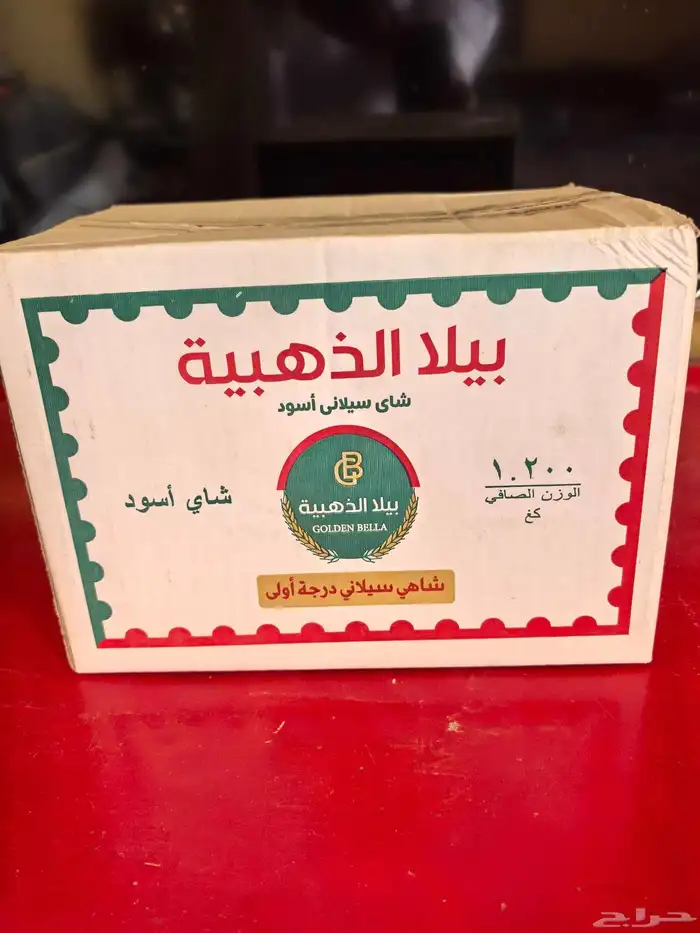 بيلا الذهبية
شاي سيلاني أسود
شاي أسود
B
بيلا الذهبية
GOLDEN BELLA
١.٢٠٠
الوزن الصافي
كغ
شاهي سيلاني درجة أولى
حراج